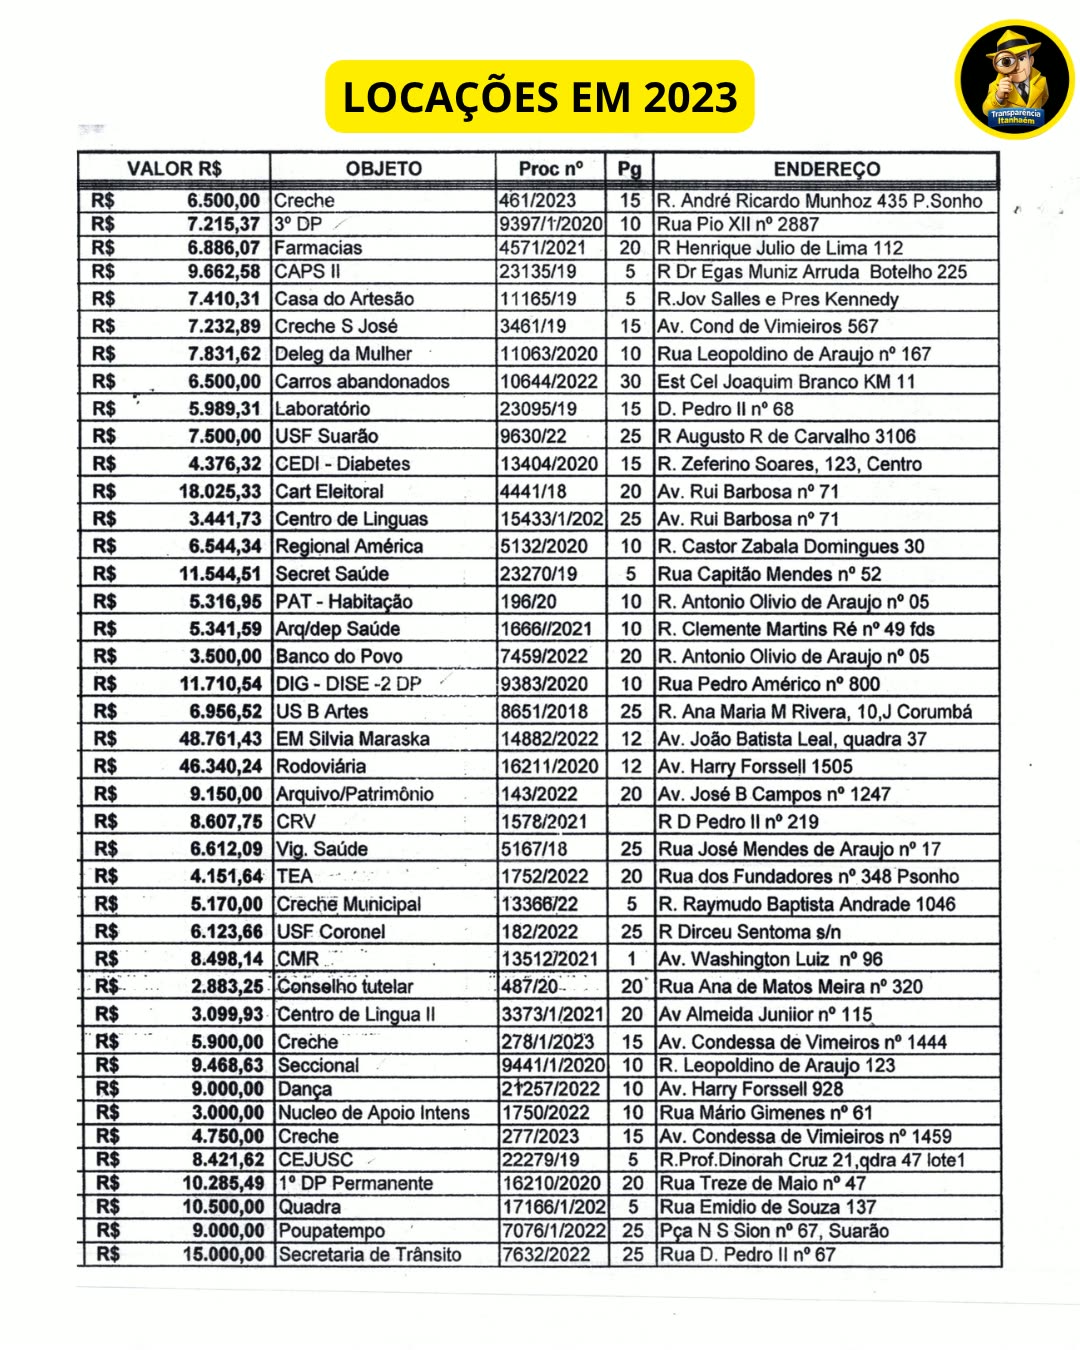 LOCAÇÕES EM 2023
Transparência
Itanhaém
VALOR R$ OBJETO Proc nº Pg ENDEREÇO
R$ 6.500,00 Creche 461/2023 15 R. André Ricardo Munhoz 435 P.Sonho
R$ 7.215,37 3º DP 9397/1/2020 10 Rua Pio XII nº 2887
R$ 6.886,07 Farmacias 4571/2021 20 R Henrique Julio de Lima 112
R$ 9.662,58 CAPS II 23135/19 5 R Dr Egas Muniz Arruda Botelho 225
R$ 7.410,31 Casa do Artesão 11165/19 5 R.Jov Salles e Pres Kennedy
R$ 7.232,89 Creche S José 3461/19 15 Av. Cond de Vimieiros 567
R$ 7.831,62 Deleg da Mulher 11063/2020 10 Rua Leopoldino de Araujo nº 167
R$ 6.500,00 Carros abandonados 10644/2022 30 Est Cel Joaquim Branco KM 11
R$ 5.989,31 Laboratório 23095/19 15 D. Pedro II nº 68
R$ 7.500,00 USF Suarão 9630/22 25 R Augusto R de Carvalho 3106
R$ 4.376,32 CEDI - Diabetes 13404/2020 15 R. Zeferino Soares, 123, Centro
R$ 18.025,33 Cart Eleitoral 4441/18 20 Av. Rui Barbosa nº 71
R$ 3.441,73 Centro de Linguas 15433/1/202 25 Av. Rui Barbosa nº 71
R$ 6.544,34 Regional América 5132/2020 10 R. Castor Zabala Domingues 30
R$ 11.544,51 Secret Saúde 23270/19 5 Rua Capitão Mendes nº 52
R$ 5.316,95 PAT - Habitação 196/20 10 R. Antonio Olivio de Araujo nº 05
R$ 5.341,59 Arq/dep Saúde 1666//2021 10 R. Clemente Martins Ré nº 49 fds
R$ 3.500,00 Banco do Povo 7459/2022 20 R. Antonio Olivio de Araujo nº 05
R$ 11.710,54 DIG - DISE -2 DP 9383/2020 10 Rua Pedro Américo nº 800
R$ 6.956,52 US B Artes 8651/2018 25 R. Ana Maria M Rivera, 10,J Corumbá
R$ 48.761,43 EM Silvia Maraska 14882/2022 12 Av. João Batista Leal, quadra 37
R$ 46.340,24 Rodoviária 16211/2020 12 Av. Harry Forssell 1505
R$ 9.150,00 Arquivo/Patrimônio 143/2022 20 Av. José B Campos nº 1247
R$ 8.607,75 CRV 1578/2021 R D Pedro II nº 219
R$ 6.612,09 Vig. Saúde 5167/18 25 Rua José Mendes de Araujo nº 17
R$ 4.151,64 TEA 1752/2022 20 Rua dos Fundadores nº 348 Psonho
R$ 5.170,00 Creche Municipal 13366/22 5 R. Raymudo Baptista Andrade 1046
R$ 6.123,66 USF Coronel 182/2022 25 R Dirceu Sentoma s/n
R$ 8.498,14 CMR 13512/2021 1 Av. Washington Luiz nº 96
R$ 2.883,25 Conselho tutelar 487/20 20 Rua Ana de Matos Meira nº 320
R$ 3.099,93 Centro de Lingua II 3373/1/2021 20 Av Almeida Juniior nº 115
R$ 5.900,00 Creche 278/1/2023 15 Av. Condessa de Vimeiros nº 1444
R$ 9.468,63 Seccional 9441/1/2020 10 R. Leopoldino de Araujo 123
R$ 9.000,00 Dança 21257/2022 10 Av. Harry Forssell 928
R$ 3.000,00 Nucleo de Apoio Intens 1750/2022 10 Rua Mário Gimenes nº 61
R$ 4.750,00 Creche 277/2023 15 Av. Condessa de Vimieiros nº 1459
R$ 8.421,62 CEJUSC 22279/19 5 R.Prof.Dinorah Cruz 21,qdra 47 lote1
R$ 10.285,49 1º DP Permanente 16210/2020 20 Rua Treze de Maio nº 47
R$ 10.500,00 Quadra 17166/1/202 5 Rua Emidio de Souza 137
R$ 9.000,00 Poupatempo 7076/1/2022 25 Pça N S Sion nº 67, Suarão
R$ 15.000,00 Secretaria de Trânsito 7632/2022 25 Rua D. Pedro II nº 67